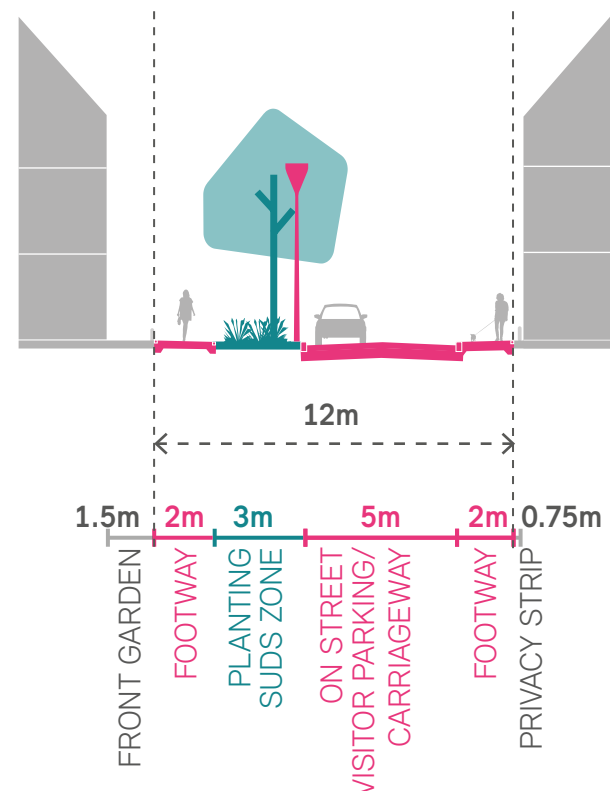 12m
1.5m
2m
3m
5m
2m
0.75m
FRONT GARDEN
FOOTWAY
PLANTING
SUDS ZONE
ON STREET
VISITOR PARKING/
CARRIAGEWAY
FOOTWAY
PRIVACY STRIP